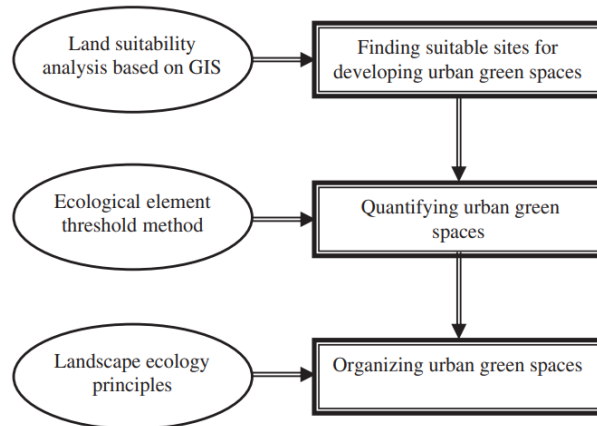 Land suitability
analysis based on GIS
Finding suitable sites for
developing urban green spaces
Ecological element
threshold method
Quantifying urban green
spaces
Landscape ecology
principles
Organizing urban green spaces